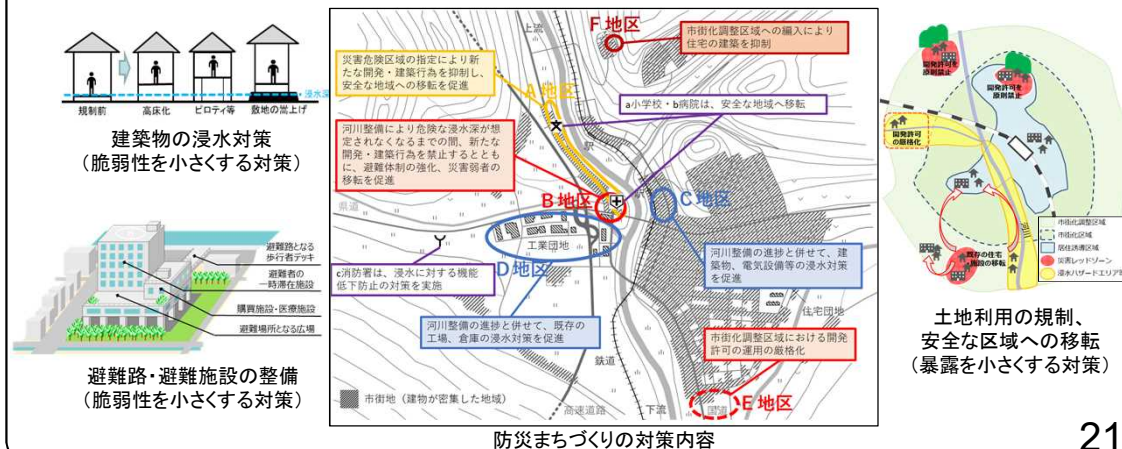 浸水深
規制前
高床化
ピロティ等
敷地の嵩上げ
建築物の浸水対策
(脆弱性を小さくする対策)
避難路となる
歩行者デッキ
避難者の
一時滞在施設
購買施設・医療施設
避難場所となる広場
避難路・避難施設の整備
(脆弱性を小さくする対策)
上流
F地区
市街化調整区域への編入により
住宅の建築を抑制
災害危険区域の指定により新
たな開発・建築行為を抑制し、
安全な地域への移転を促進
A地区
a小学校・b病院は、安全な地域へ移転
駅
河川整備により危険な浸水深が想
定されなくなるまでの間、新たな
開発・建築行為を禁止するととも
に、避難体制の強化、災害弱者の
移転を促進
B地区
C地区
県道
工業団地
D地区
c消防署は、浸水に対する機能
低下防止の対策を実施
河川整備の進捗と併せて、建
築物、電気設備等の浸水対策
を促進
河川整備の進捗と併せて、既存の
工場、倉庫の浸水対策を促進
住宅団地
市街化調整区域における開発
許可の運用の厳格化
鉄道
市街地(建物が密集した地域)
高速道路
下流
国道
E地区
防災まちづくりの対策内容
開発許可を
原則禁止
開発許可を
原則禁止
開発許可
の厳格化
既存の住宅
・施設の移転
河川
市街化調整区域
市街化区域
居住誘導区域
災害レッドゾーン
浸水ハザードエリア等
土地利用の規制、
安全な区域への移転
(暴露を小さくする対策)
21